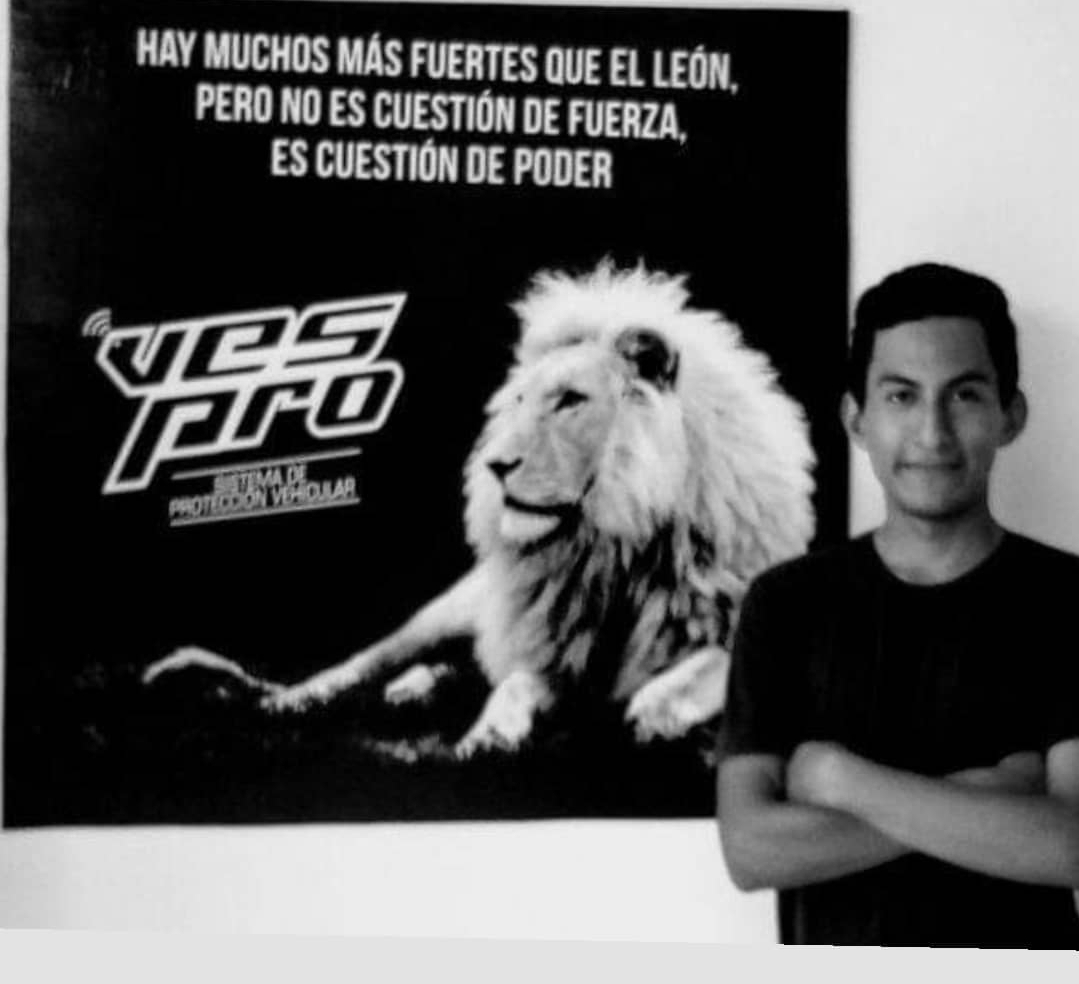 HAY MUCHOS MÁS FUERTES QUE EL LEÓN,
PERO NO ES CUESTIÓN DE FUERZA,
ES CUESTIÓN DE PODER
ves
pro
SISTEMA DE
PROTECCIÓN VEHICULAR